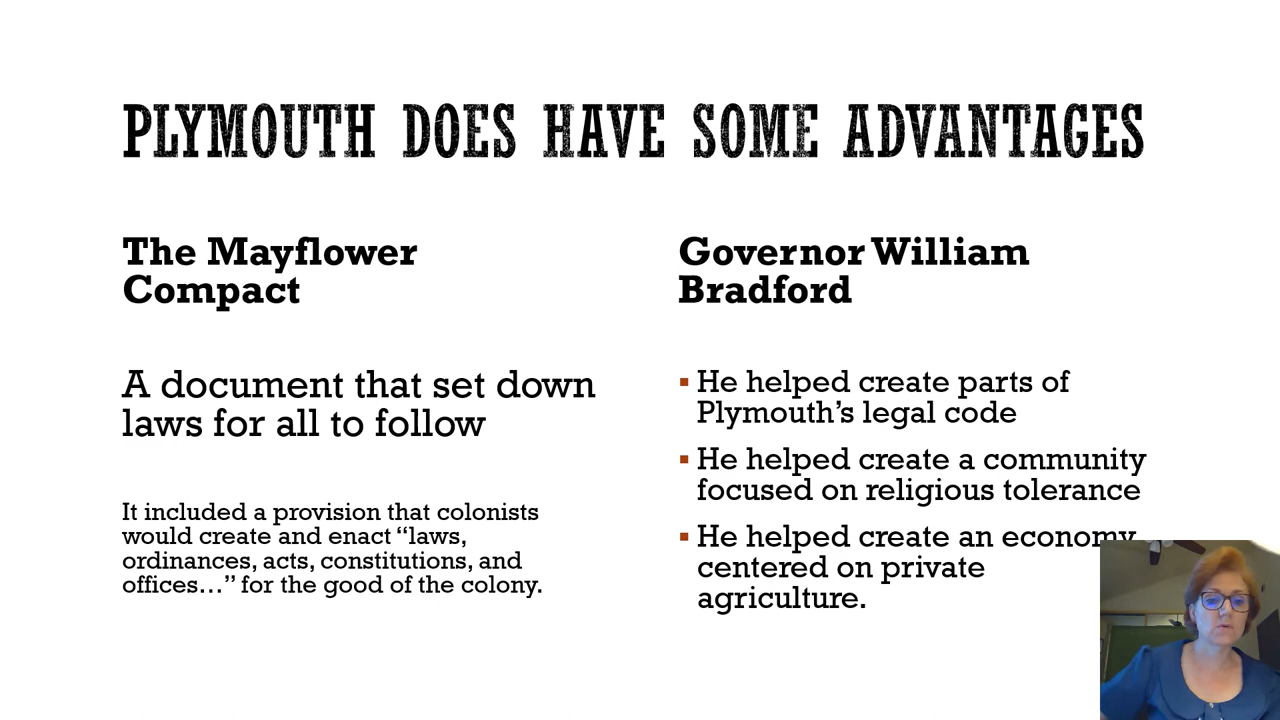 PLYMOUTH DOES HAVE SOME ADVANTAGES
The Mayflower
Compact
A document that set down
laws for all to follow
It included a provision that colonists
would create and enact “laws,
ordinances, acts, constitutions, and
offices…” for the good of the colony.
Governor William
Bradford
▪ He helped create parts of
Plymouth’s legal code
▪ He helped create a community
focused on religious tolerance
▪ He helped create an economy
centered on private
agriculture.